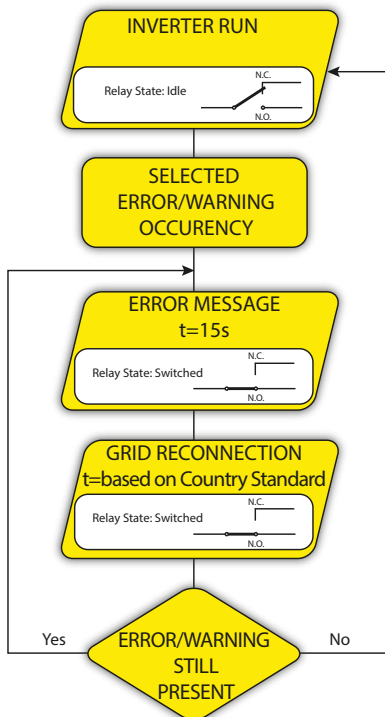 INVERTER RUN
N.C.
Relay State: Idle
N.O.
SELECTED
ERROR/WARNING
OCCURENCY
ERROR MESSAGE
t=15s
N.C.
Relay State: Switched
N.O.
GRID RECONNECTION
t=based on Country Standard
N.C.
Relay State: Switched
N.O.
Yes
ERROR/WARNING
STILL
PRESENT
No